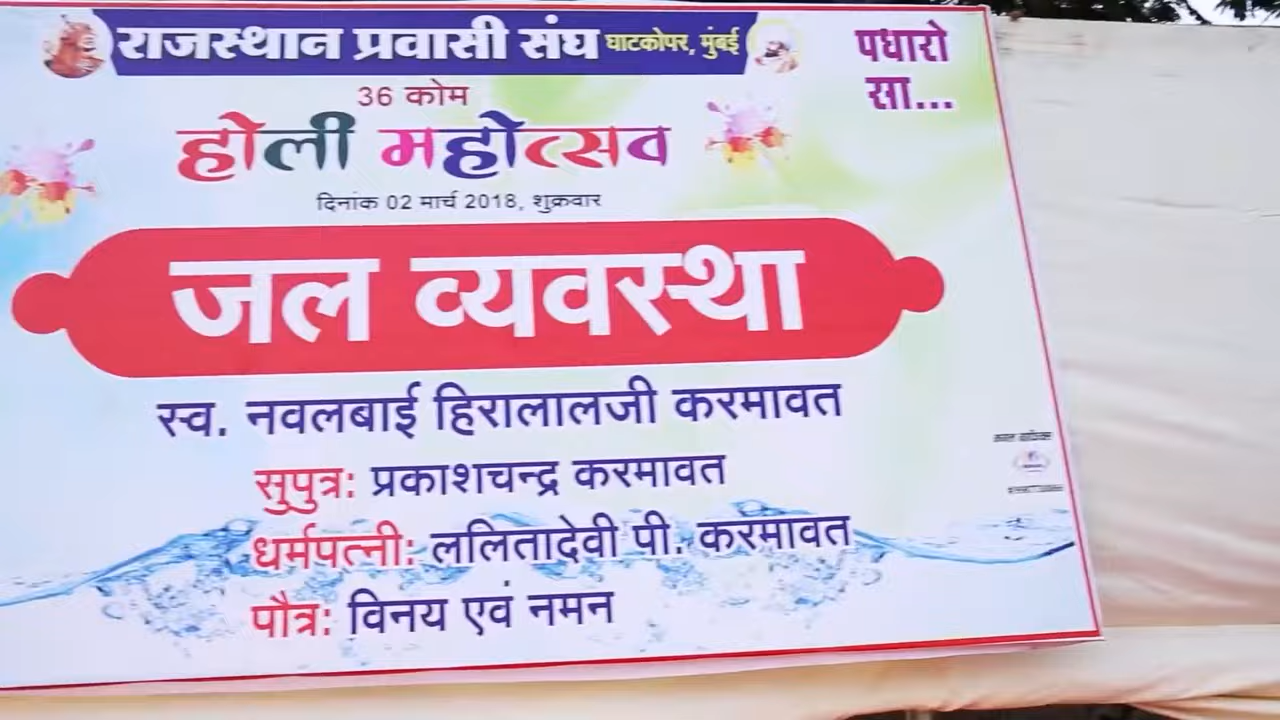 राजस्थान प्रवासी संघ घाटकोपर, मुंबई
पधारो
सा...
36 कोम
होली महोत्सव
दिनांक 02 मार्च 2018, शुक्रवार
जल व्यवस्था
स्व. नवलबाई हिरालालजी करमावत
सुपुत्र: प्रकाशचन्द्र करमावत
धर्मपत्नी: ललितादेवी पी. करमावत
पौत्र: विनय एवं नमन